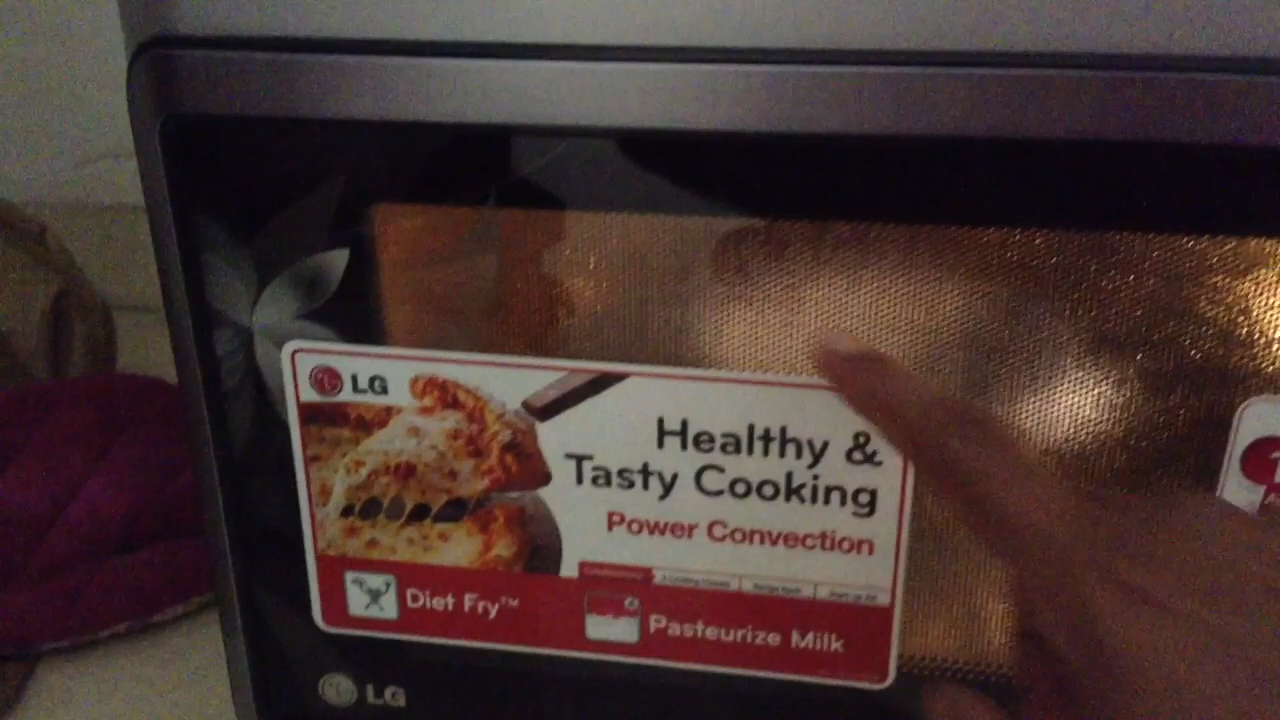 LG
Healthy &
Tasty Cooking
Power Convection
Diet Fry™
Pasteurize Milk
LG